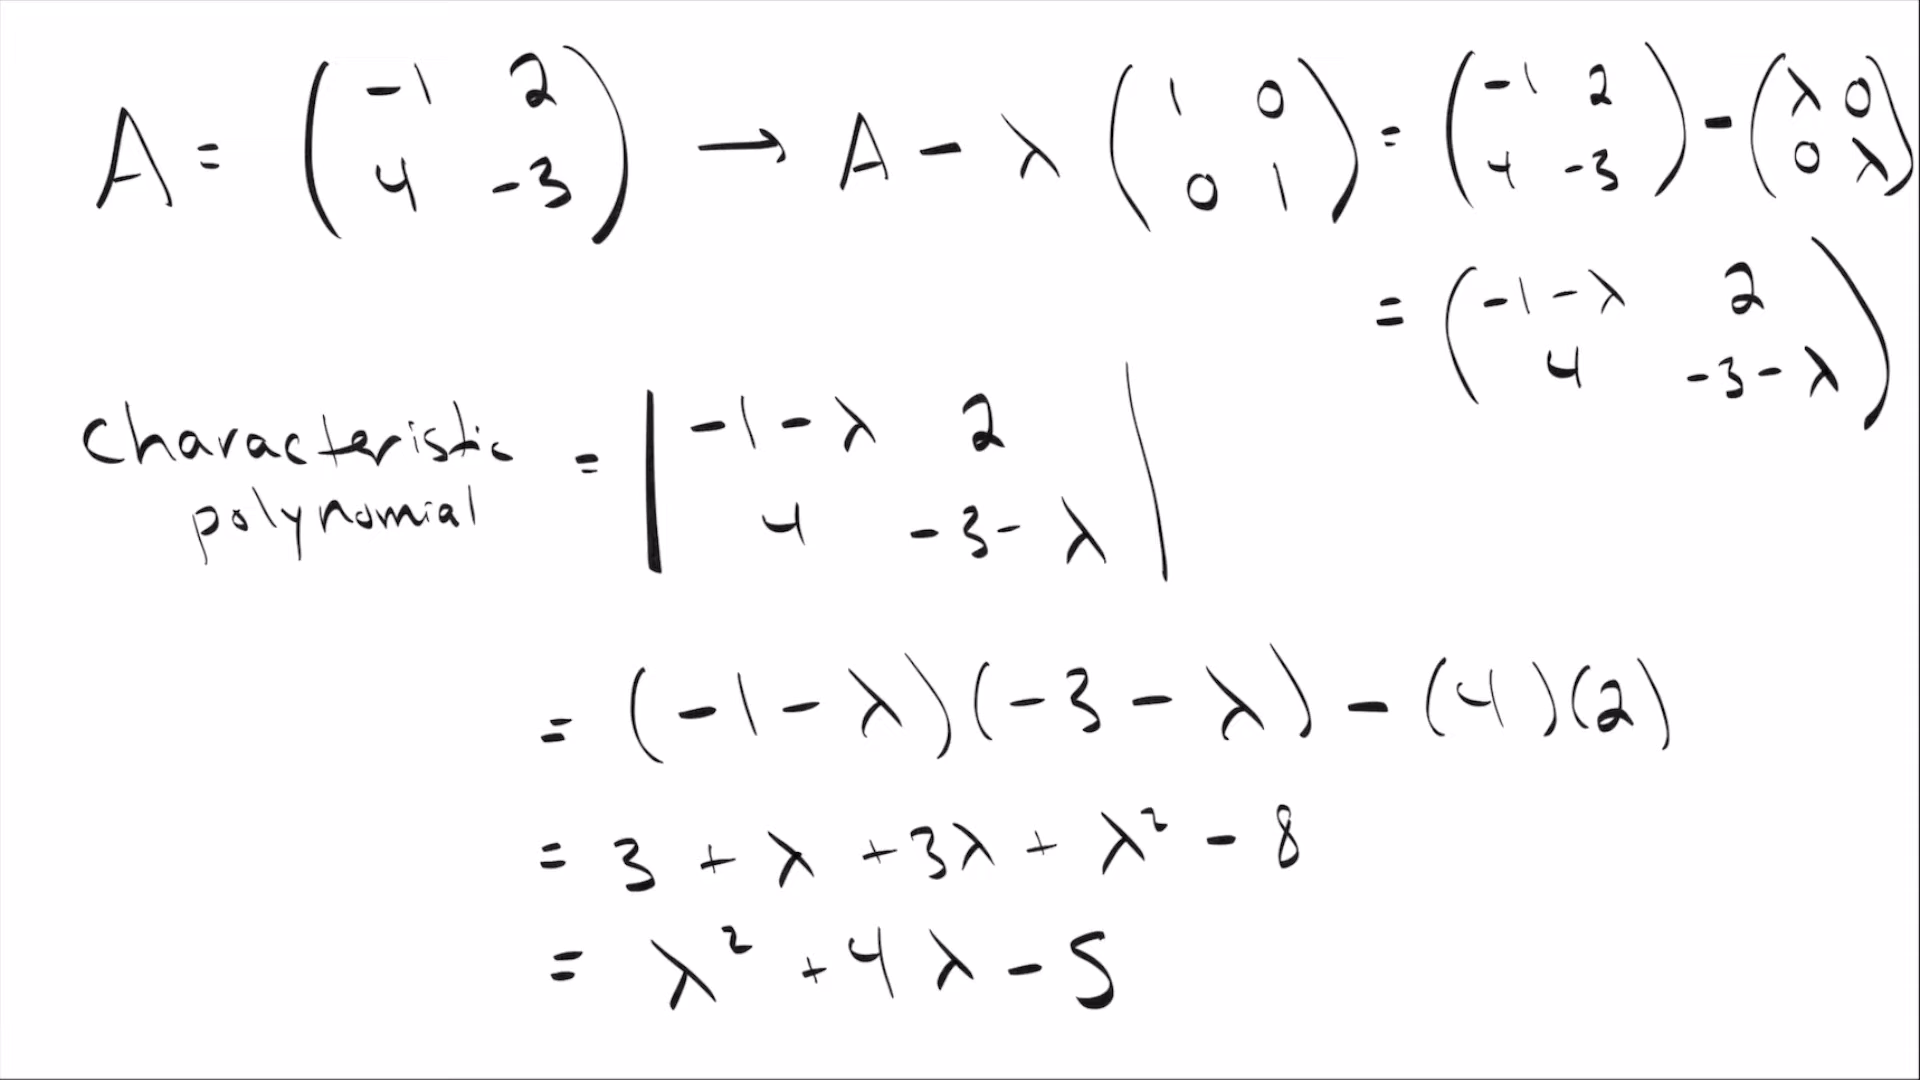 A = ( -1 2 ; 4 -3 ) → A - λ ( 1 0 ; 0 1 ) = ( -1 2 ; 4 -3 ) - ( λ 0 ; 0 λ )
= ( -1-λ 2 ; 4 -3-λ )
characteristic polynomial = | -1-λ 2 ; 4 -3-λ |
= (-1-λ)(-3-λ) - (4)(2)
= 3 + λ + 3λ + λ² - 8
= λ² + 4λ - 5